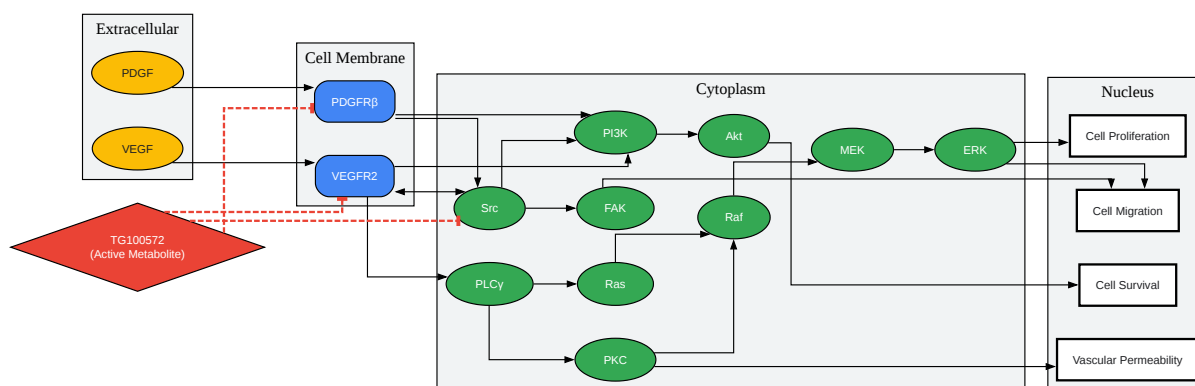 Extracellular
PDGF
VEGF
TG100572
(Active Metabolite)
Cell Membrane
PDGFRβ
VEGFR2
Cytoplasm
PI3K
Akt
MEK
ERK
Src
FAK
Raf
PLCγ
Ras
PKC
Nucleus
Cell Proliferation
Cell Migration
Cell Survival
Vascular Permeability